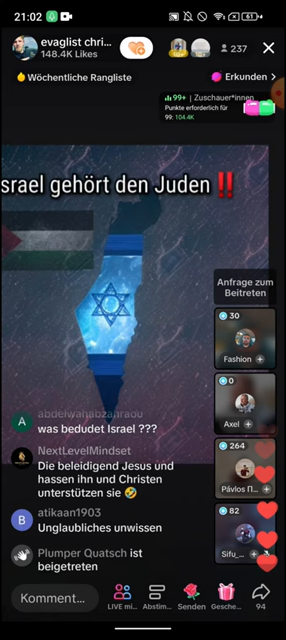 21:02
61
evaglist chri...
148.4K Likes
237
Wöchentliche Rangliste
Erkunden >
99+ | Zuschauer*innen
Punkte erforderlich für
99: 104.4K
srael gehört den Juden ‼️
Anfrage zum
Beitreten
30
Fashion +
0
Axel +
A
abdelwahabzahraou
was bedudet Israel ???
NextLevelMindset
Die beleidigend Jesus und
hassen ihn und Christen
unterstützen sie 🤣
264
Pávlos Π... +
B
atikaan1903
Unglaubliches unwissen
82
Sifu_...
Plumper Quatsch ist
beigetreten
Komment...
LIVE mi...
Abstim...
Senden
Gesche...
94